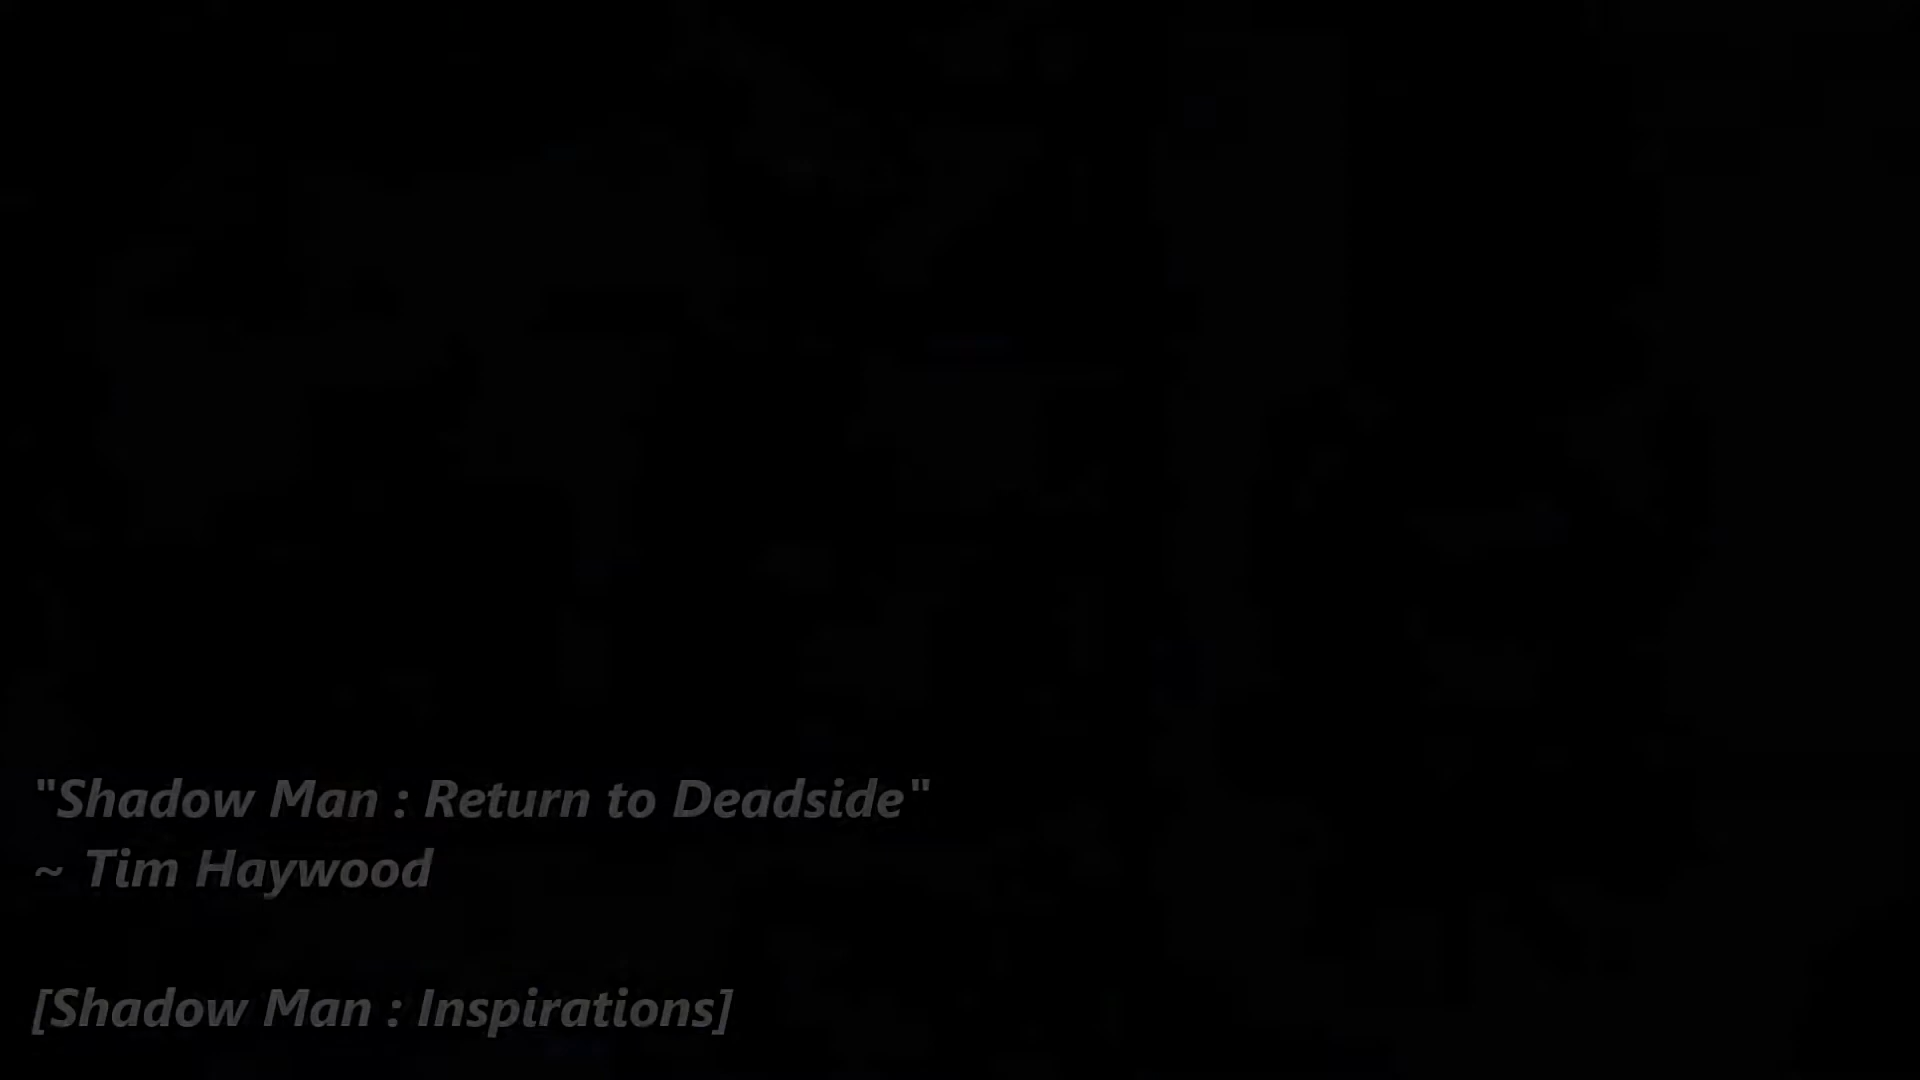 "Shadow Man : Return to Deadside"
~ Tim Haywood
[Shadow Man : Inspirations]